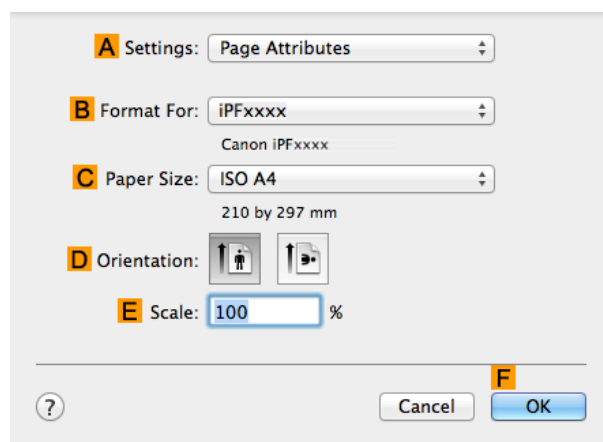 A Settings: Page Attributes
B Format For: iPFxxxx
Canon iPFxxxx
C Paper Size: ISO A4
210 by 297 mm
D Orientation:
E Scale: 100 %
F
? Cancel OK